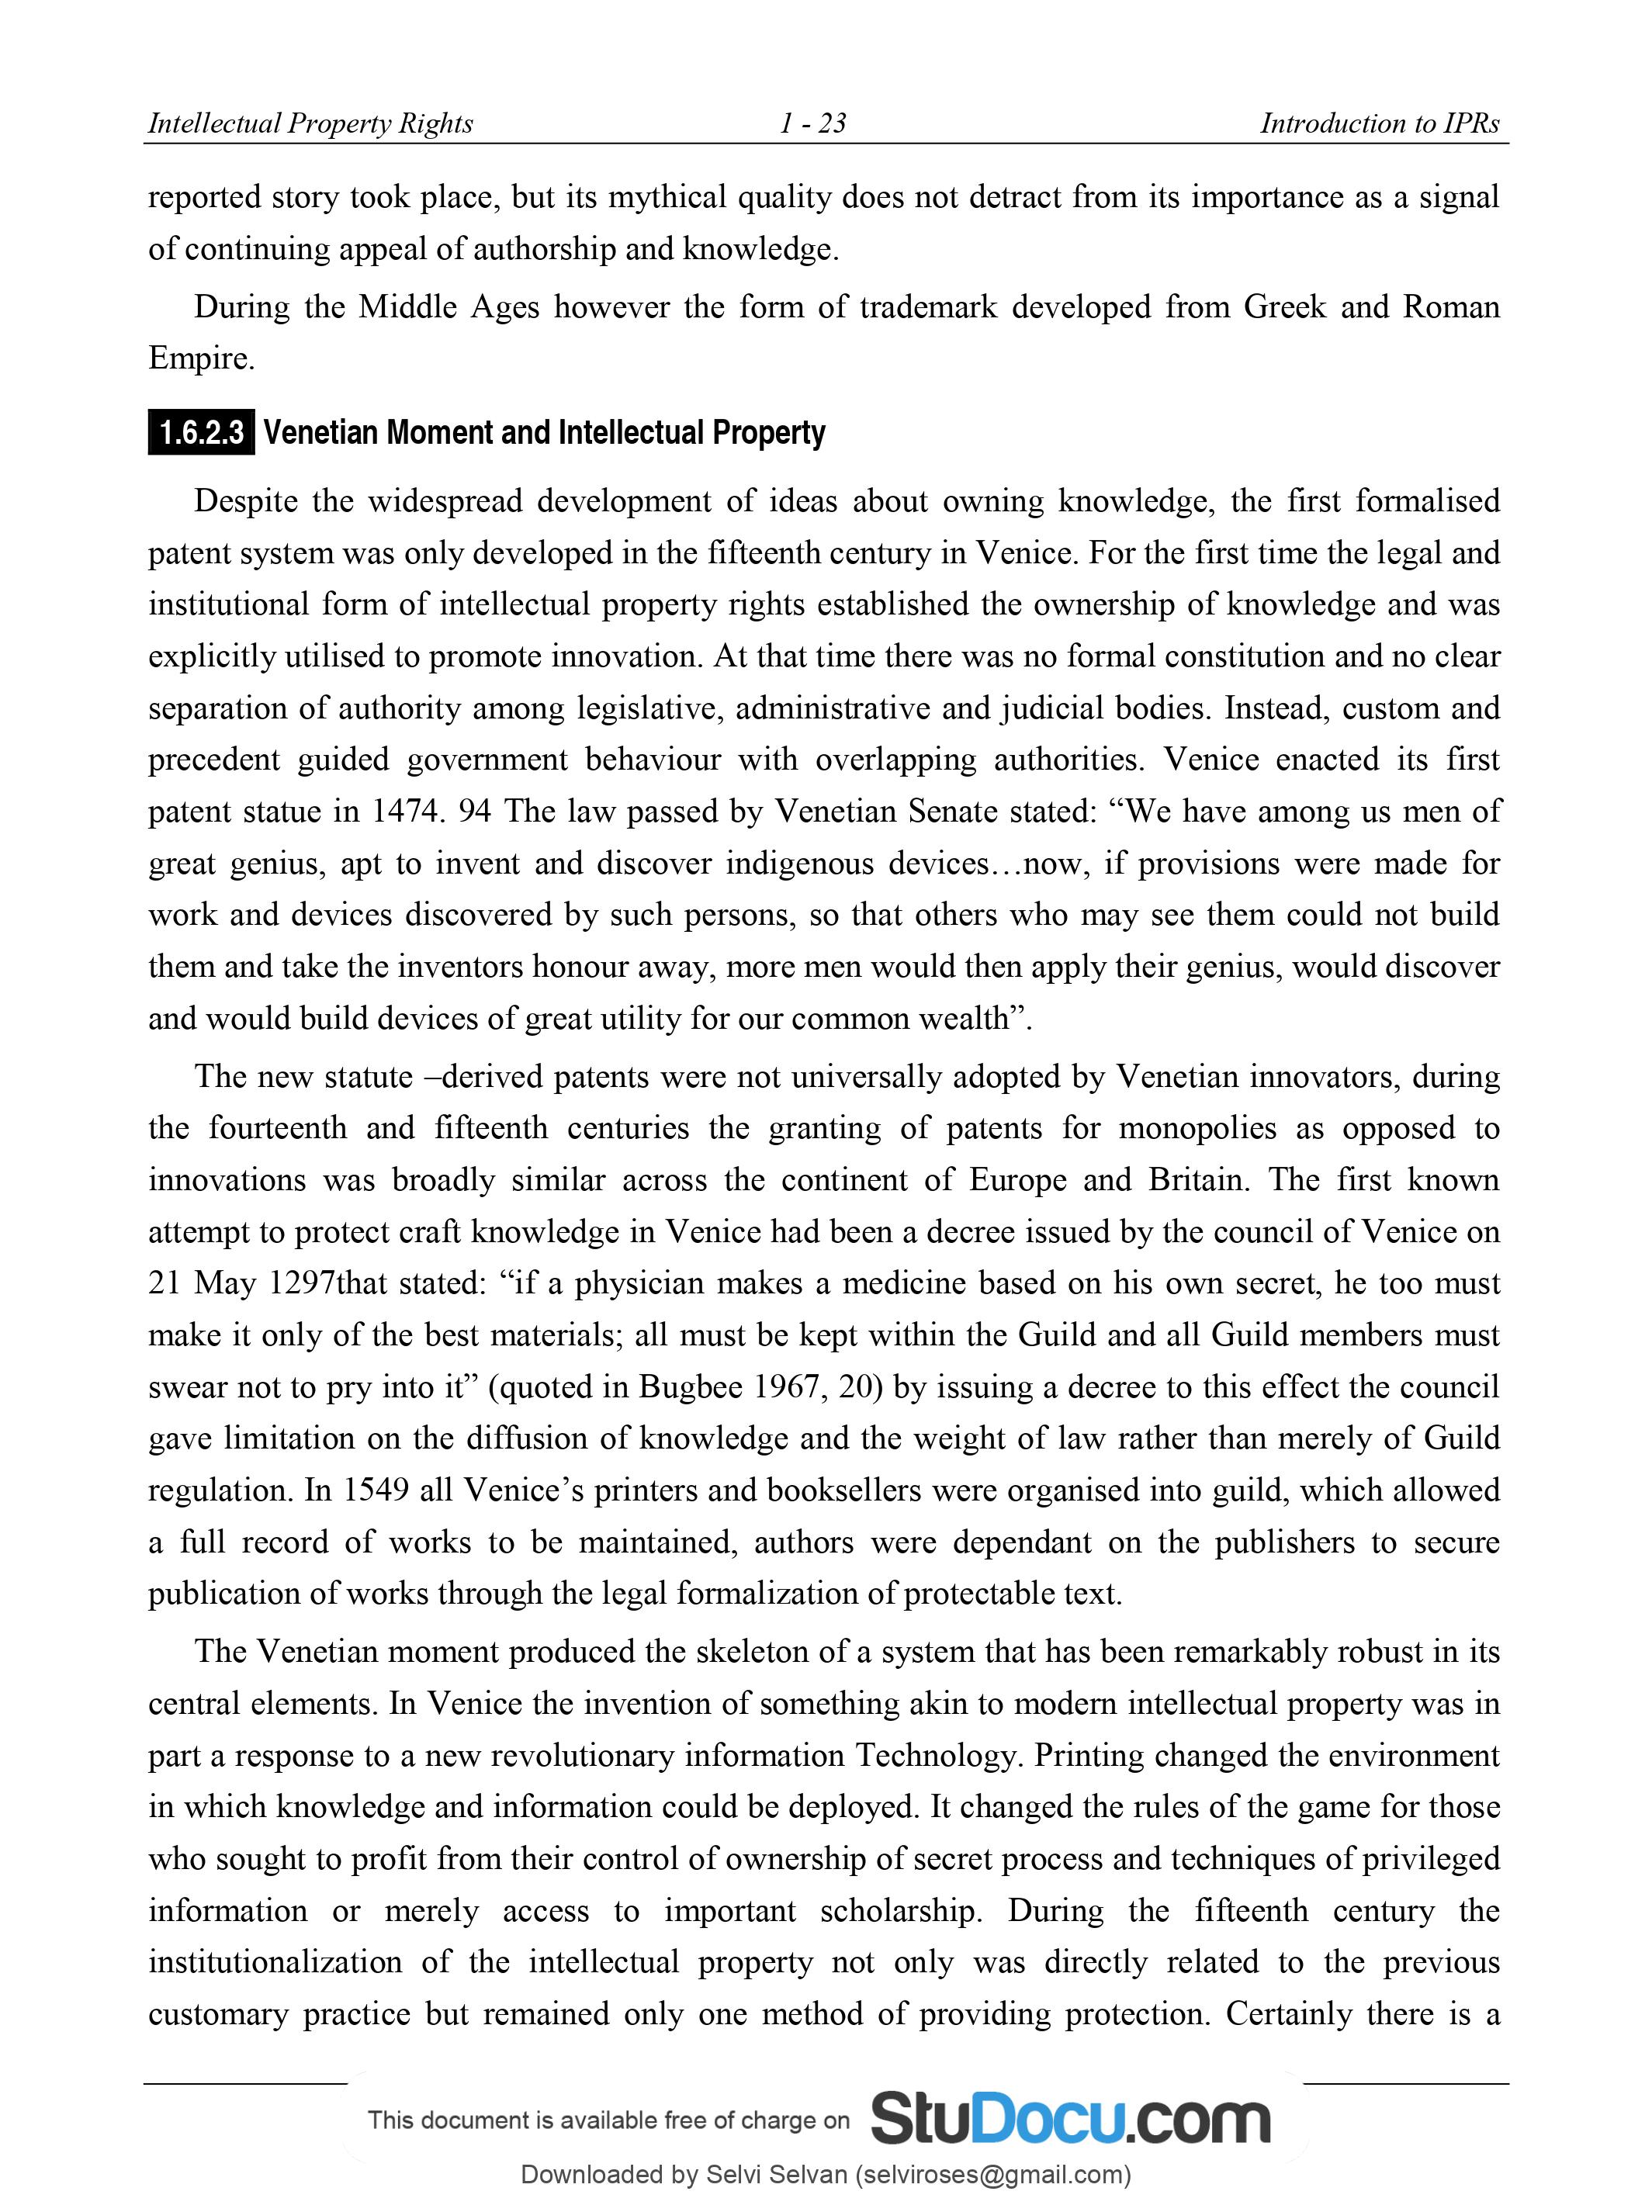 Intellectual Property Rights 1 - 23 Introduction to IPRs
reported story took place, but its mythical quality does not detract from its importance as a signal
of continuing appeal of authorship and knowledge.
During the Middle Ages however the form of trademark developed from Greek and Roman
Empire.
1.6.2.3 Venetian Moment and Intellectual Property
Despite the widespread development of ideas about owning knowledge, the first formalised
patent system was only developed in the fifteenth century in Venice. For the first time the legal and
institutional form of intellectual property rights established the ownership of knowledge and was
explicitly utilised to promote innovation. At that time there was no formal constitution and no clear
separation of authority among legislative, administrative and judicial bodies. Instead, custom and
precedent guided government behaviour with overlapping authorities. Venice enacted its first
patent statue in 1474. 94 The law passed by Venetian Senate stated: “We have among us men of
great genius, apt to invent and discover indigenous devices…now, if provisions were made for
work and devices discovered by such persons, so that others who may see them could not build
them and take the inventors honour away, more men would then apply their genius, would discover
and would build devices of great utility for our common wealth”.
The new statute –derived patents were not universally adopted by Venetian innovators, during
the fourteenth and fifteenth centuries the granting of patents for monopolies as opposed to
innovations was broadly similar across the continent of Europe and Britain. The first known
attempt to protect craft knowledge in Venice had been a decree issued by the council of Venice on
21 May 1297that stated: “if a physician makes a medicine based on his own secret, he too must
make it only of the best materials; all must be kept within the Guild and all Guild members must
swear not to pry into it” (quoted in Bugbee 1967, 20) by issuing a decree to this effect the council
gave limitation on the diffusion of knowledge and the weight of law rather than merely of Guild
regulation. In 1549 all Venice’s printers and booksellers were organised into guild, which allowed
a full record of works to be maintained, authors were dependant on the publishers to secure
publication of works through the legal formalization of protectable text.
The Venetian moment produced the skeleton of a system that has been remarkably robust in its
central elements. In Venice the invention of something akin to modern intellectual property was in
part a response to a new revolutionary information Technology. Printing changed the environment
in which knowledge and information could be deployed. It changed the rules of the game for those
who sought to profit from their control of ownership of secret process and techniques of privileged
information or merely access to important scholarship. During the fifteenth century the
institutionalization of the intellectual property not only was directly related to the previous
customary practice but remained only one method of providing protection. Certainly there is a
This document is available free of charge on StuDocu.com
Downloaded by Selvi Selvan (selviroses@gmail.com)